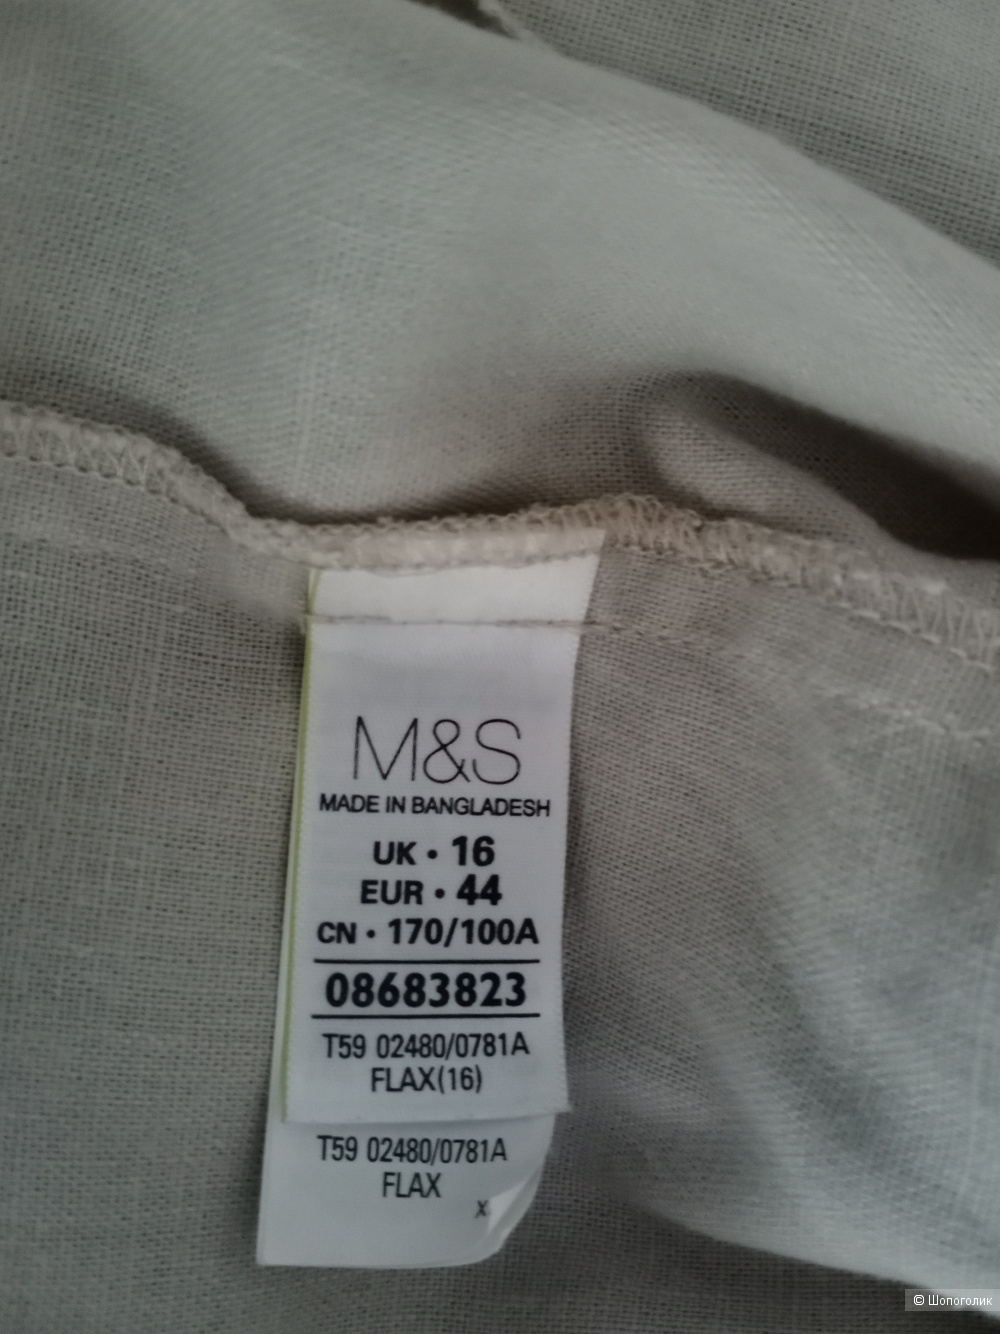 M&S
MADE IN BANGLADESH
UK • 16
EUR • 44
CN • 170/100A
08683823
T59 02480/0781A
FLAX(16)
T59 02480/0781A
FLAX
X
© Шопоголик